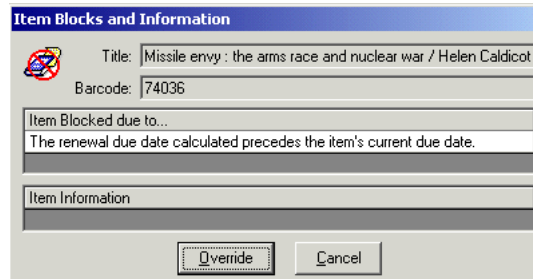 Item Blocks and Information
Title: Missile envy : the arms race and nuclear war / Helen Caldicot
Barcode: 74036
Item Blocked due to...
The renewal due date calculated precedes the item's current due date.
Item Information
Override Cancel